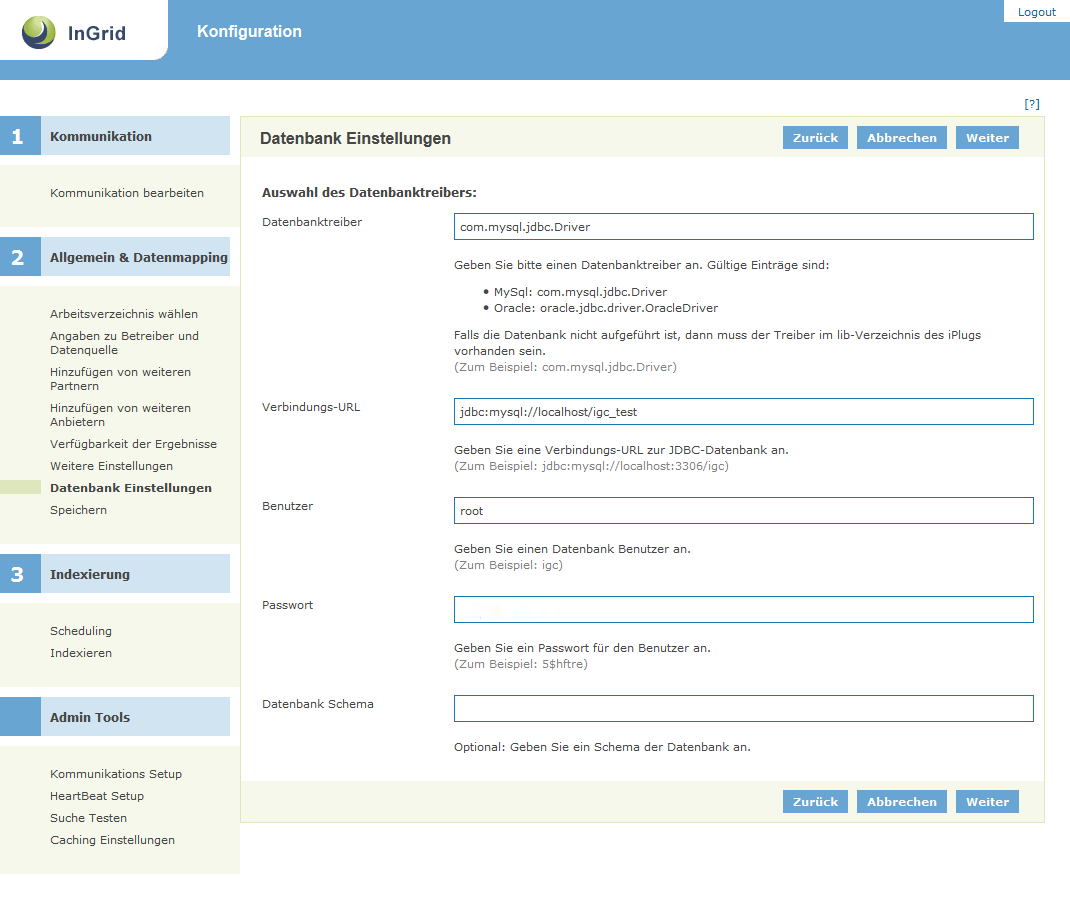 InGrid
Konfiguration
Logout
[?]
1 Kommunikation
Kommunikation bearbeiten
2 Allgemein & Datenmapping
Arbeitsverzeichnis wählen
Angaben zu Betreiber und
Datenquelle
Hinzufügen von weiteren
Partnern
Hinzufügen von weiteren
Anbietern
Verfügbarkeit der Ergebnisse
Weitere Einstellungen
Datenbank Einstellungen
Speichern
3 Indexierung
Scheduling
Indexieren
Admin Tools
Kommunikations Setup
HeartBeat Setup
Suche Testen
Caching Einstellungen
Datenbank Einstellungen
Zurück Abbrechen Weiter
Auswahl des Datenbanktreibers:
Datenbanktreiber com.mysql.jdbc.Driver
Geben Sie bitte einen Datenbanktreiber an. Gültige Einträge sind:
• MySql: com.mysql.jdbc.Driver
• Oracle: oracle.jdbc.driver.OracleDriver
Falls die Datenbank nicht aufgeführt ist, dann muss der Treiber im lib-Verzeichnis des iPlugs
vorhanden sein.
(Zum Beispiel: com.mysql.jdbc.Driver)
Verbindungs-URL jdbc:mysql://localhost/igc_test
Geben Sie eine Verbindungs-URL zur JDBC-Datenbank an.
(Zum Beispiel: jdbc:mysql://localhost:3306/igc)
Benutzer root
Geben Sie einen Datenbank Benutzer an.
(Zum Beispiel: igc)
Passwort
Geben Sie ein Passwort für den Benutzer an.
(Zum Beispiel: 5$hftre)
Datenbank Schema
Optional: Geben Sie ein Schema der Datenbank an.
Zurück Abbrechen Weiter